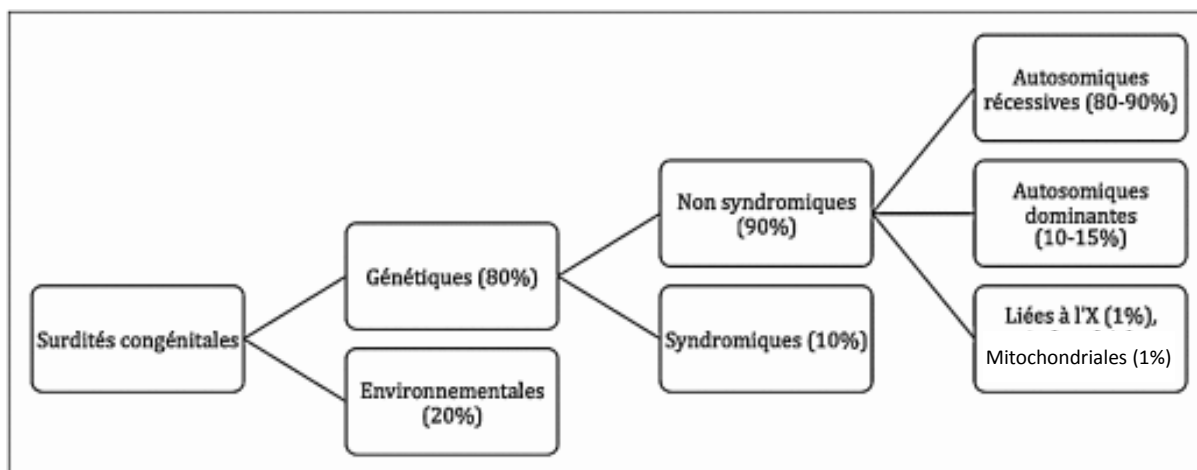 Surdités congénitales
Génétiques (80%)
Environnementales
(20%)
Non syndromiques
(90%)
Syndromiques (10%)
Autosomiques
récessives (80-90%)
Autosomiques
dominantes
(10-15%)
Liées à l'X (1%),
Mitochondriales (1%)